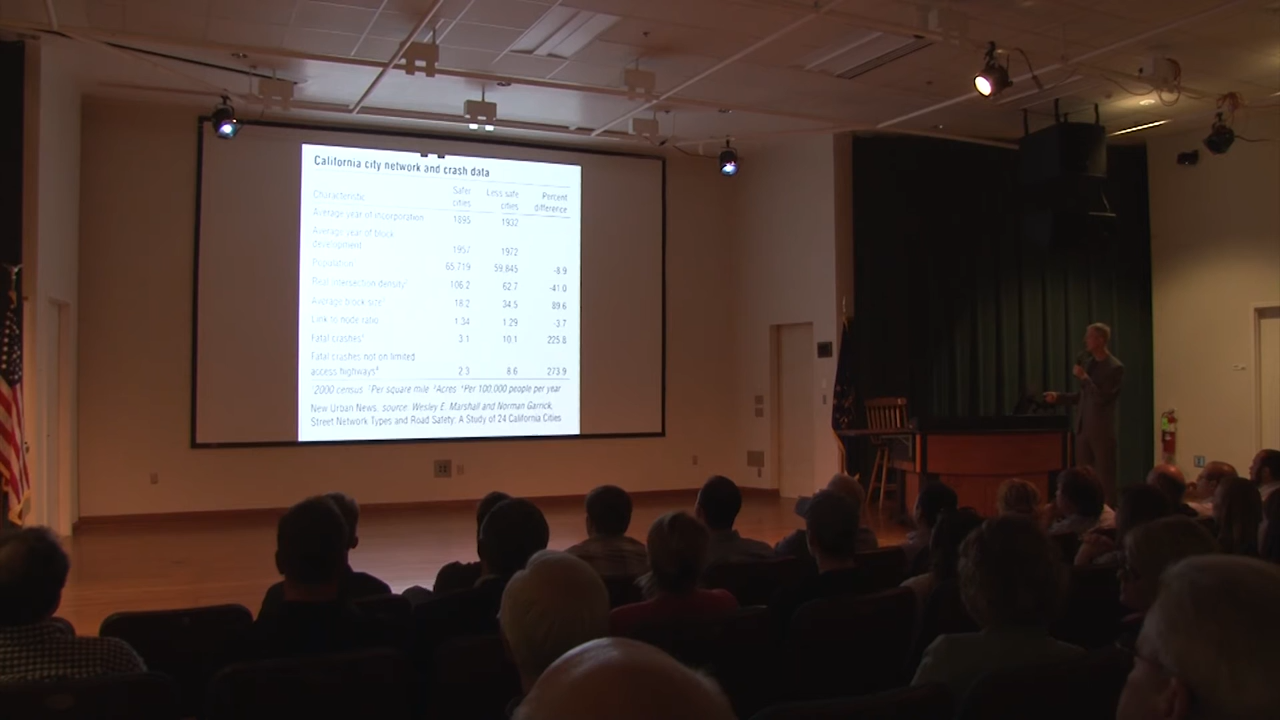 California city network and crash data
Characteristic Safer cities Less safe cities Percent difference
Average year of incorporation 1895 1932
Average year of block
development 1957 1972
Population 65,719 59,845 -8.9
Real intersection density 106.2 62.7 -41.0
Average block size 18.2 34.5 89.6
Link to node ratio 1.34 1.29 -3.7
Fatal crashes 3.1 10.1 225.8
Fatal crashes not on limited
access highways 2.3 8.6 273.9
2000 census Per square mile Acres Per 100,000 people per year
New Urban News, source: Wesley E. Marshall and Norman Garrick,
Street Network Types and Road Safety: A Study of 24 California Cities